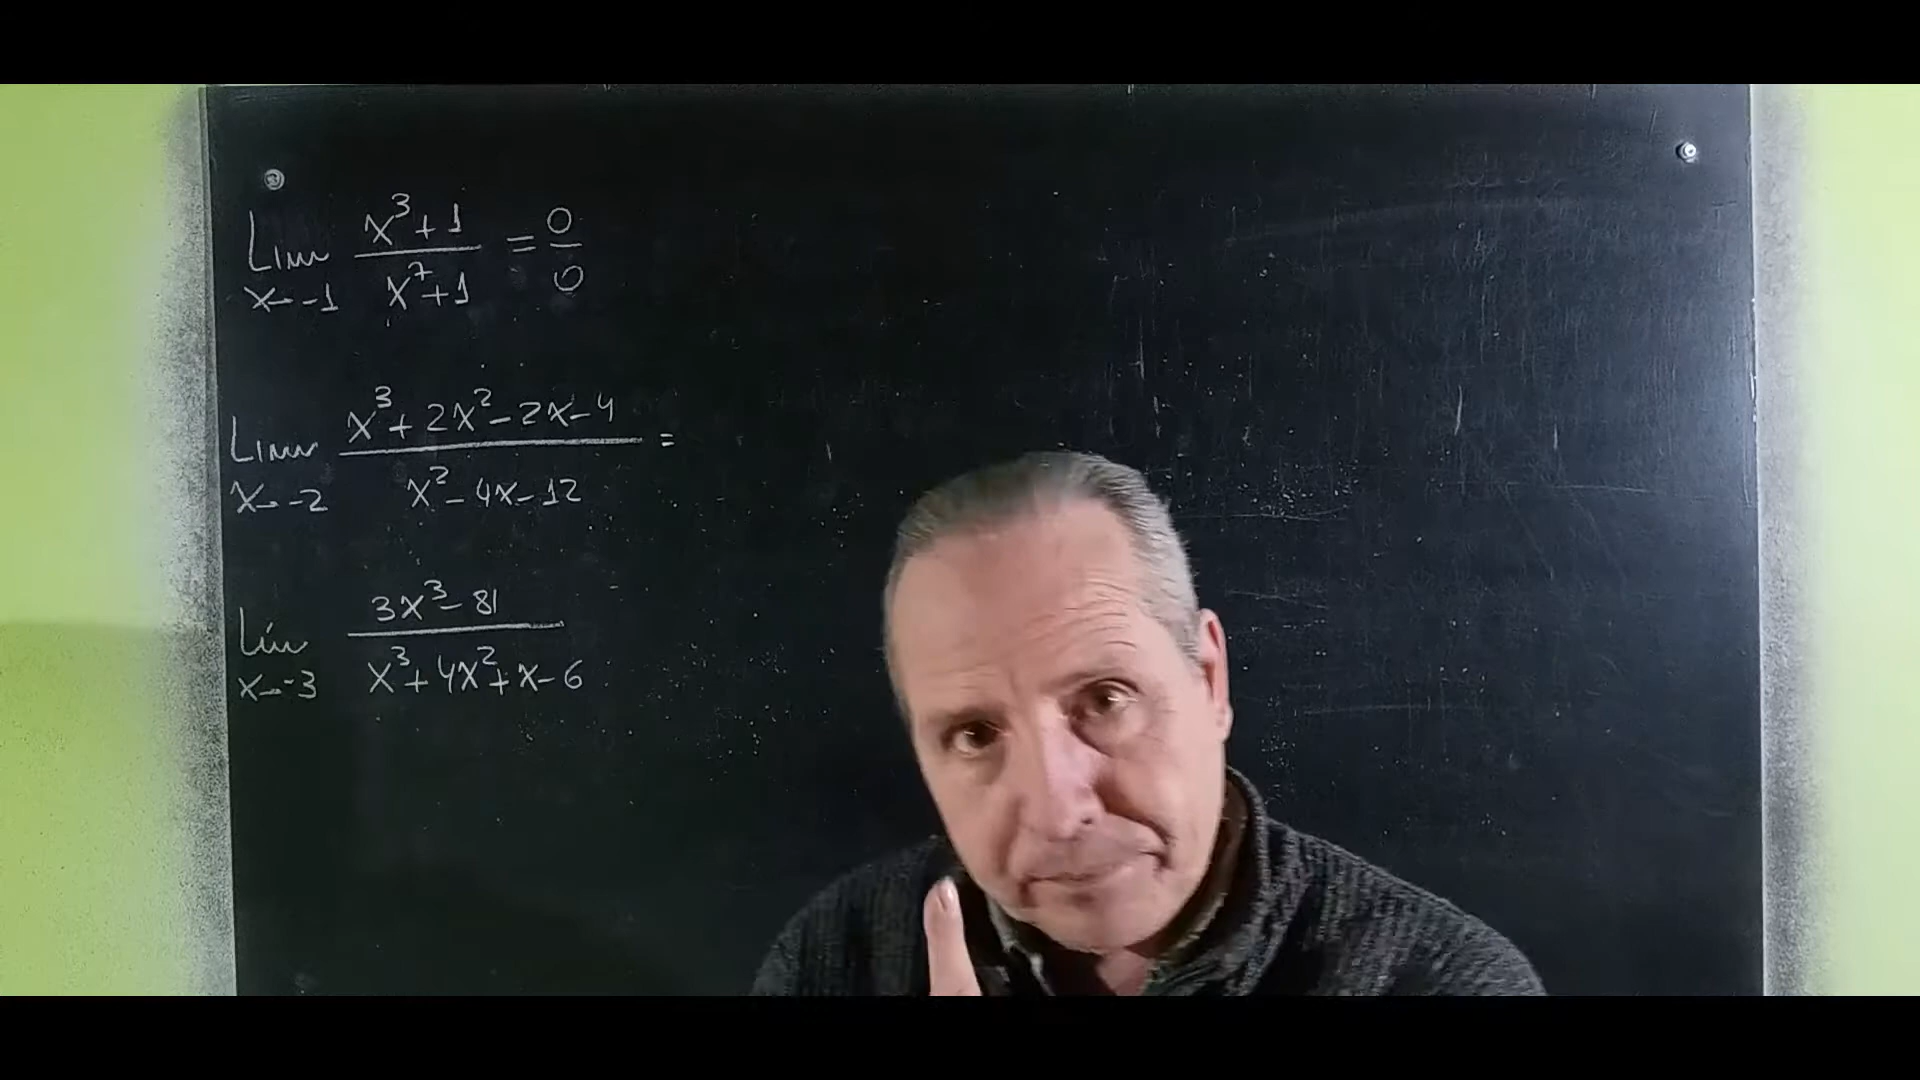 Lim x³+1 / x⁷+1 = 0/0
x→-1
Lim x³+2x²-2x-4 / x²-4x-12 =
x→-2
Lim 3x³-81 / x³+4x²+x-6
x→-3